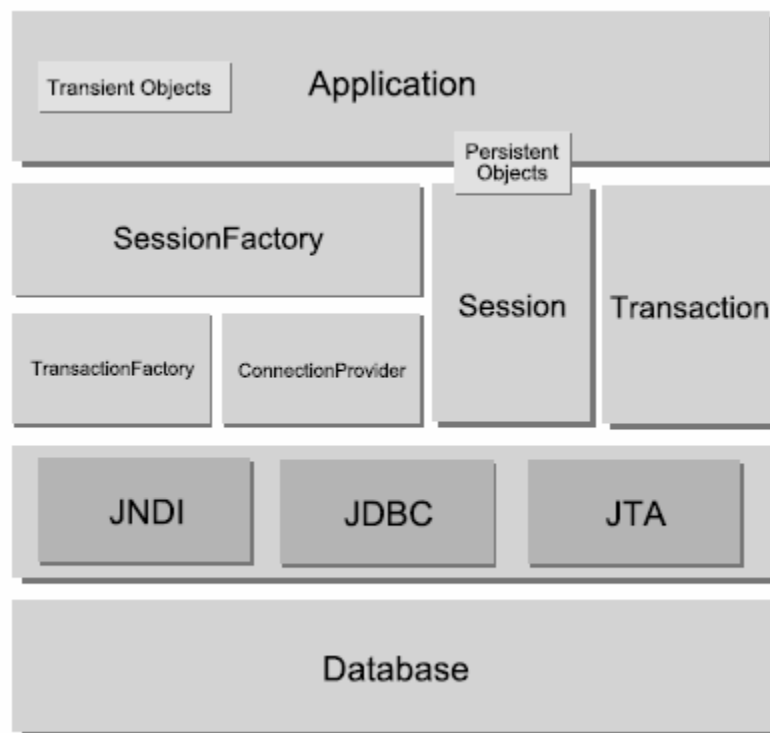 Transient Objects
Application
Persistent
Objects
SessionFactory
Session
Transaction
TransactionFactory
ConnectionProvider
JNDI
JDBC
JTA
Database